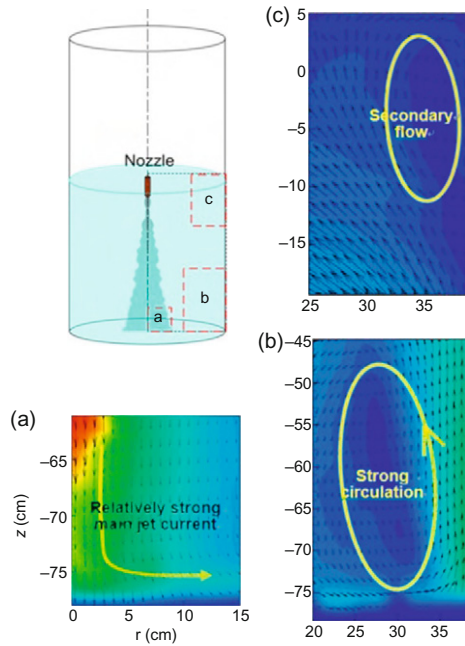 Nozzle
c
b
a
(c)
5
0
−5
−10
−15
25 30 35
Secondary
flow
(b)
−45
−50
−55
−60
−65
−70
−75
20 25 30 35
Strong
circulation
(a)
z (cm)
−65
−70
−75
0 5 10 15
r (cm)
Relatively strong
main jet current